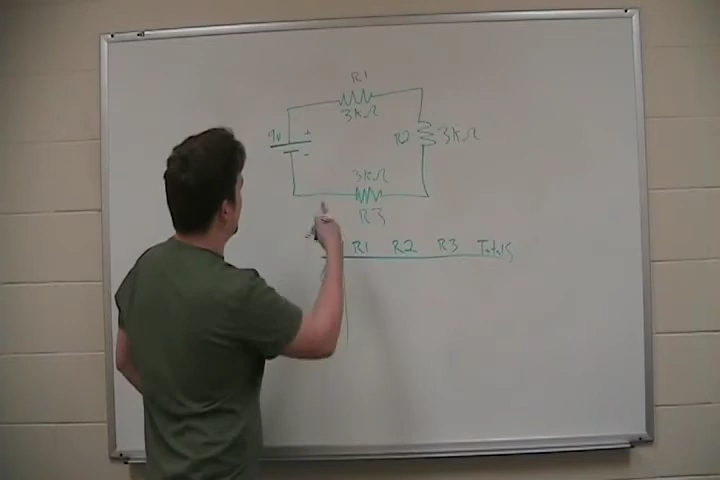 R1
3kΩ
9v
+
-
R2 3kΩ
3kΩ
R3
R1 R2 R3 Totals